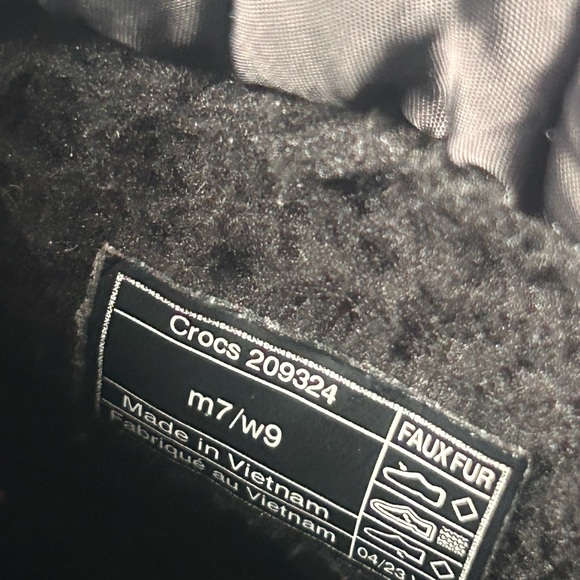 Crocs 209324
m7/w9
Made in Vietnam
Fabriqué au Vietnam
FAUX FUR
04/23